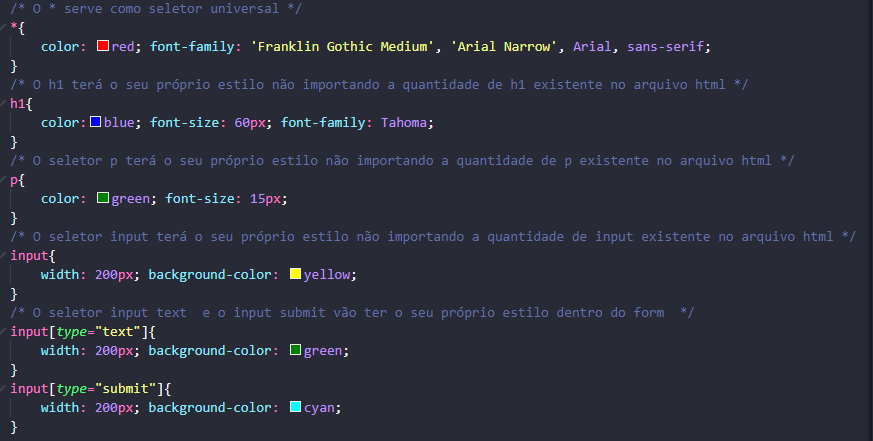 /* O * serve como seletor universal */
*{
color: red; font-family: 'Franklin Gothic Medium', 'Arial Narrow', Arial, sans-serif;
}
/* O h1 terá o seu próprio estilo não importando a quantidade de h1 existente no arquivo html */
h1{
color: blue; font-size: 60px; font-family: Tahoma;
}
/* O seletor p terá o seu próprio estilo não importando a quantidade de p existente no arquivo html */
p{
color: green; font-size: 15px;
}
/* O seletor input terá o seu próprio estilo não importando a quantidade de input existente no arquivo html */
input{
width: 200px; background-color: yellow;
}
/* O seletor input text  e o input submit vão ter o seu próprio estilo dentro do form  */
input[type="text"]{
width: 200px; background-color: green;
}
input[type="submit"]{
width: 200px; background-color: cyan;
}